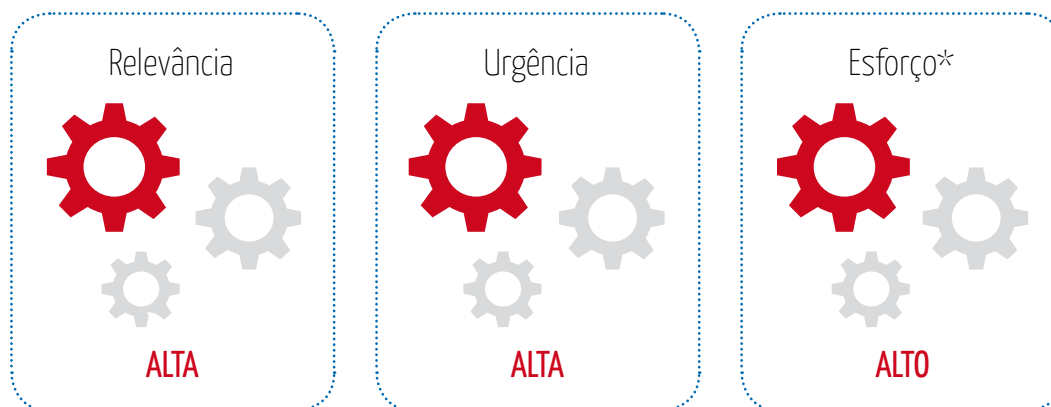 Relevância
Urgência
Esforço*
ALTA
ALTA
ALTO